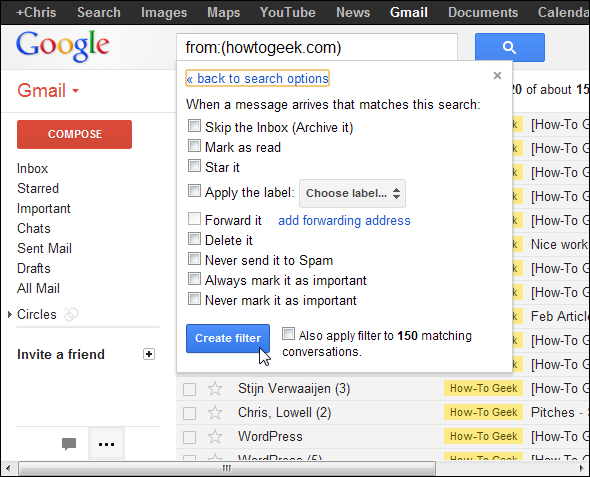 +Chris Search Images Maps YouTube News Gmail Documents Calenda
Google
from:(howtogeek.com)
Gmail
« back to search options
×
20 of about 15
When a message arrives that matches this search:
COMPOSE
Skip the Inbox (Archive it)
k [How-To G
Mark as read
k [How-To G
Inbox
Star it
k [How-To G
Starred
Apply the label: Choose label...
k [How-To G
Important
Forward it add forwarding address
k [How-To G
Chats
Delete it
k Nice work
Sent Mail
Never send it to Spam
k [How-To G
Drafts
Always mark it as important
k [How-To G
All Mail
Never mark it as important
k [How-To G
Circles
k Feb Article
Create filter
Also apply filter to 150 matching
conversations.
k [How-To G
Invite a friend
k [How-To G
Stijn Verwaaijen (3) How-To Geek [How-To G
Chris, Lowell (2) How-To Geek Pitches - S
WordPress How-To Geek [How-To G
WordPress (5) How-To Geek [How-To G